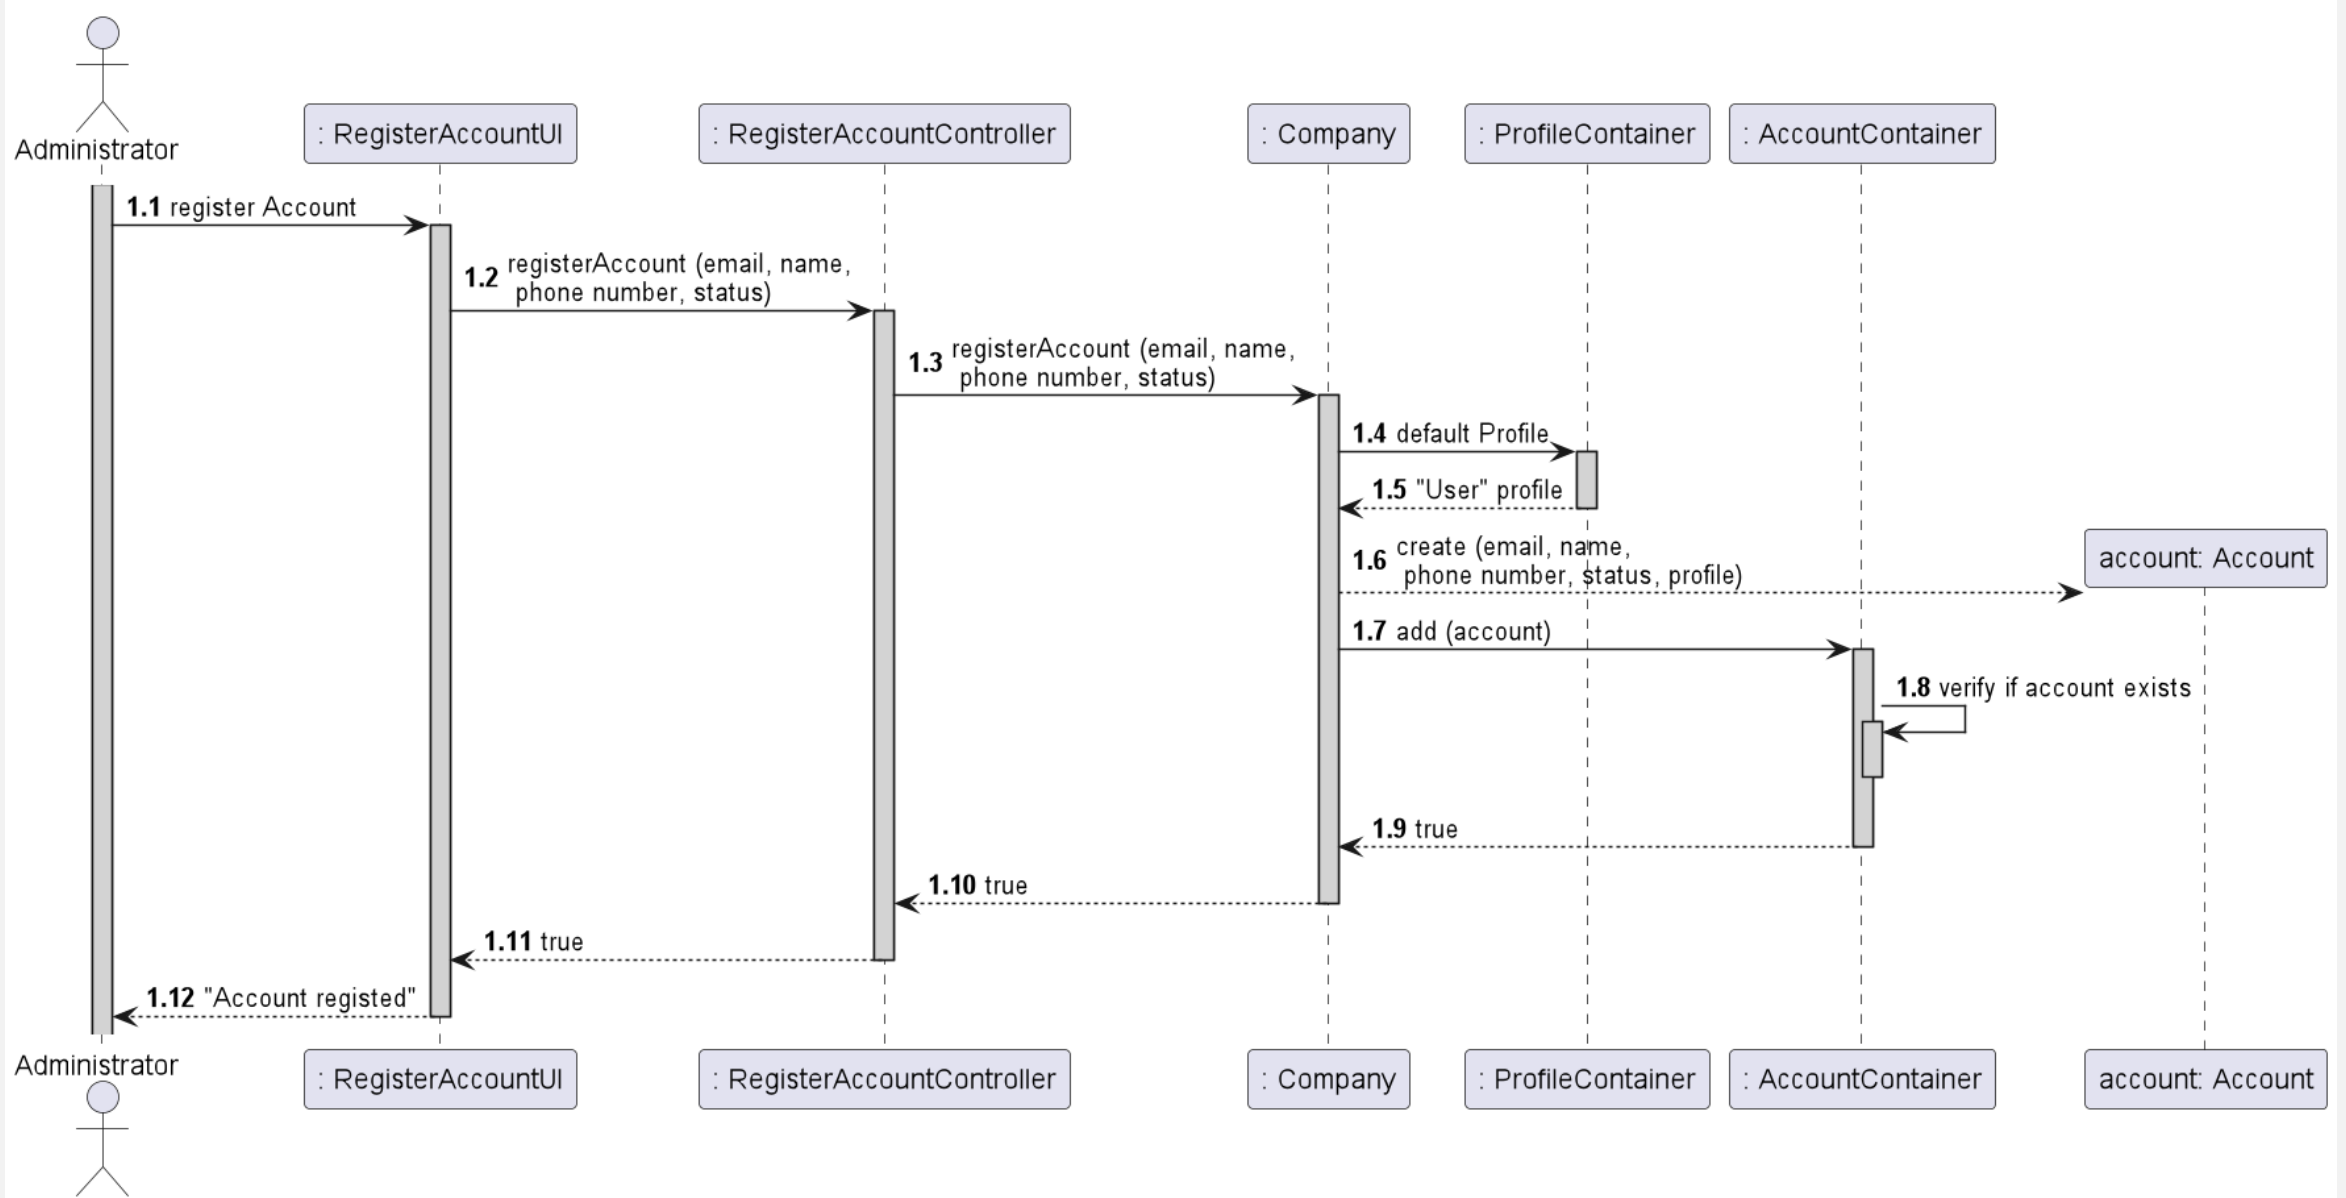 Administrator
: RegisterAccountUI
: RegisterAccountController
: Company
: ProfileContainer
: AccountContainer
1.1 register Account
1.2 registerAccount (email, name,
phone number, status)
1.3 registerAccount (email, name,
phone number, status)
1.4 default Profile
1.5 "User" profile
1.6 create (email, name,
phone number, status, profile)
account: Account
1.7 add (account)
1.8 verify if account exists
1.9 true
1.10 true
1.11 true
1.12 "Account registed"
Administrator
: RegisterAccountUI
: RegisterAccountController
: Company
: ProfileContainer
: AccountContainer
account: Account